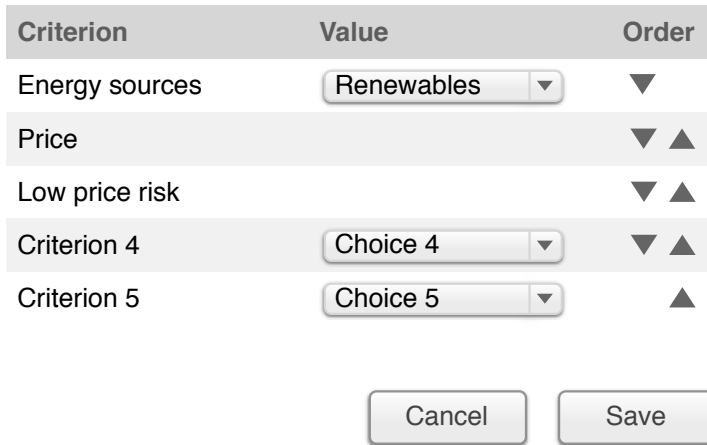 Criterion Value Order
Energy sources Renewables
Price
Low price risk
Criterion 4 Choice 4
Criterion 5 Choice 5
Cancel Save